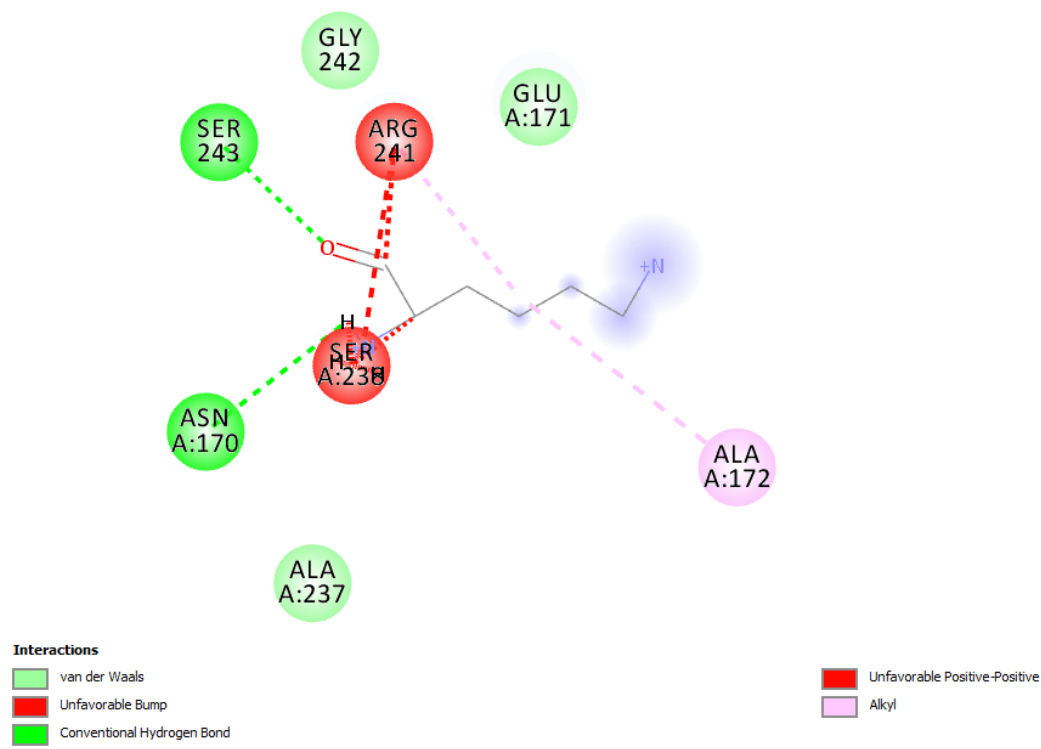 GLY
242
GLU
A:171
SER
243
ARG
241
O
+N
H
+N
SER
H
A:238
H
ASN
A:170
ALA
A:172
ALA
A:237
Interactions
van der Waals
Unfavorable Bump
Conventional Hydrogen Bond
Unfavorable Positive-Positive
Alkyl